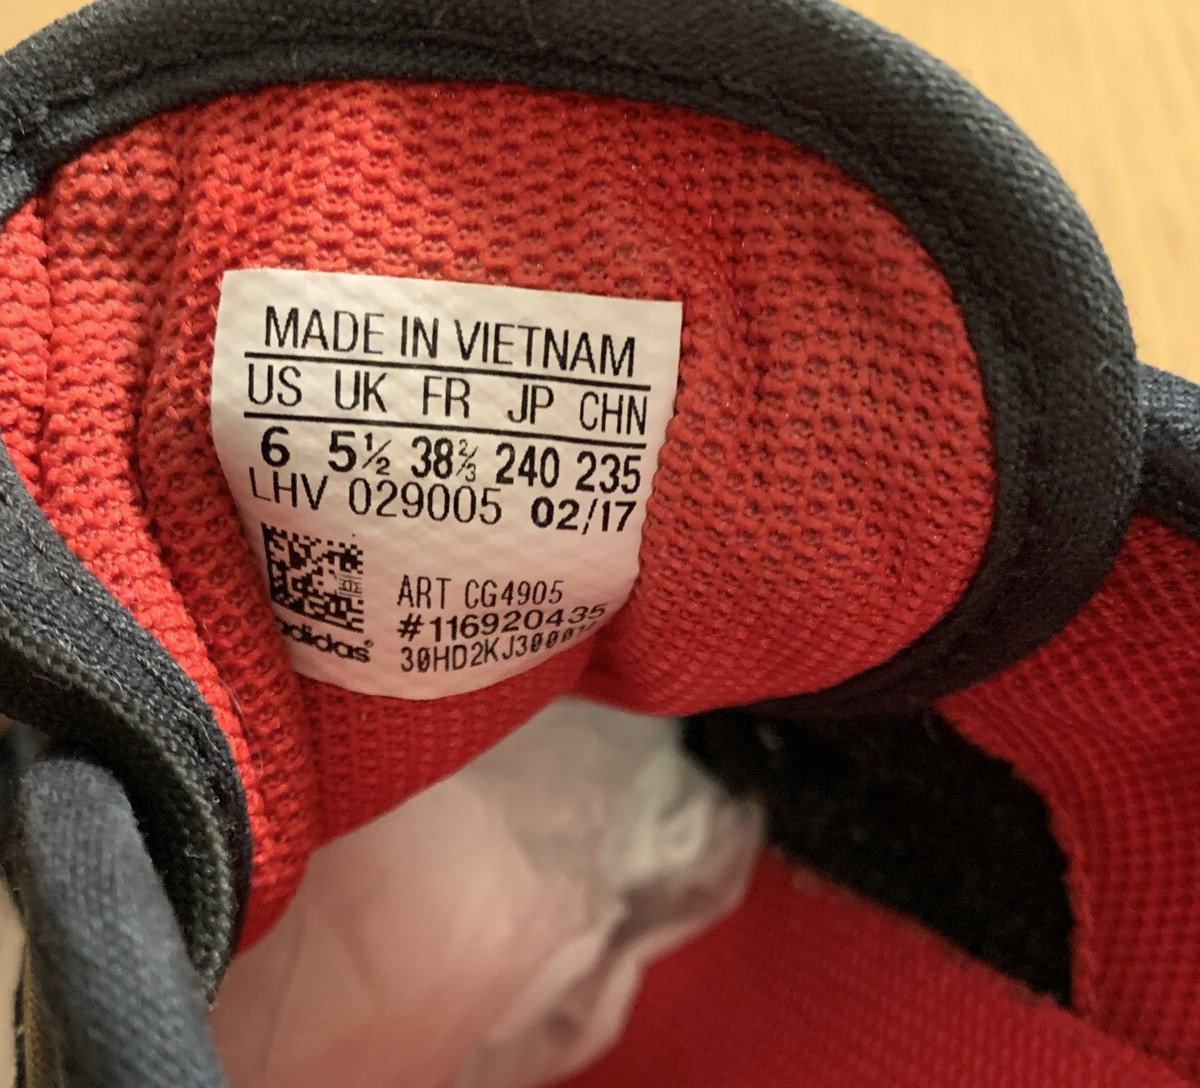 MADE IN VIETNAM
US UK FR JP CHN
6 5½ 38⅔ 240 235
LHV 029005 02/17
ART CG4905
#116920435
adidas®